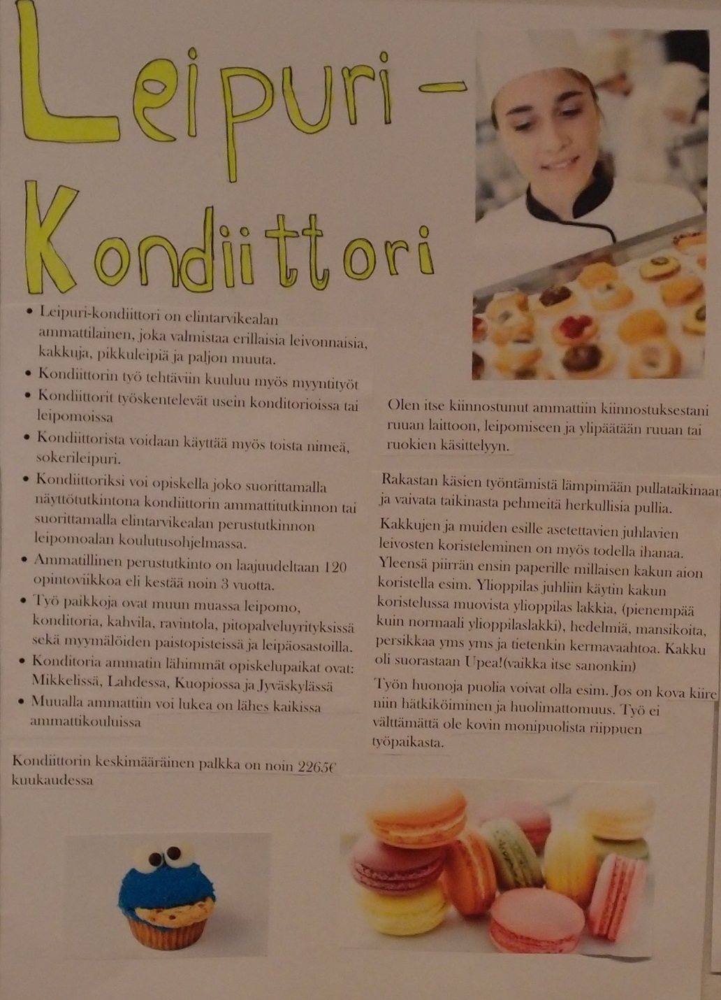 Leipuri-
Kondiittori
• Leipuri-kondiittori on elintarvikealan
ammattilainen, joka valmistaa erillaisia leivonnaisia,
kakkuja, pikkuleipiä ja paljon muuta.
• Kondiittorin työ tehtäviin kuuluu myös myyntityöt
• Kondiittorit työskentelevät usein konditorioissa tai
leipomoissa
• Kondiittorista voidaan käyttää myös toista nimeä,
sokerileipuri.
• Kondiittoriksi voi opiskella joko suorittamalla
näyttötutkintona kondiittorin ammattitutkinnon tai
suorittamalla elintarvikealan perustutkinnon
leipomoalan koulutusohjelmassa.
• Ammatillinen perustutkinto on laajuudeltaan 120
opintoviikkoa eli kestää noin 3 vuotta.
• Työ paikkoja ovat muun muassa leipomo,
konditoria, kahvila, ravintola, pitopalveluyrityksissä
sekä myymälöiden paistopisteissä ja leipäosastoilla.
• Konditoria ammatin lähimmät opiskelupaikat ovat:
Mikkelissä, Lahdessa, Kuopiossa ja Jyväskylässä
• Muualla ammattiin voi lukea on lähes kaikissa
ammattikouluissa
Kondiittorin keskimääräinen palkka on noin 2265€
kuukaudessa
Olen itse kiinnostunut ammattiin kiinnostuksestani
ruuan laittoon, leipomiseen ja ylipäätään ruuan tai
ruokien käsittelyyn.
Rakastan käsien työntämistä lämpimään pullataikinaan
ja vaivata taikinasta pehmeitä herkullisia pullia.
Kakkujen ja muiden esille asetettavien juhlavien
leivosten koristeleminen on myös todella ihanaa.
Yleensä piirrän ensin paperille millaisen kakun aion
koristella esim. Ylioppilas juhliin käytin kakun
koristelussa muovista ylioppilas lakkia, (pienempää
kuin normaali ylioppilaslakki), hedelmiä, mansikoita,
persikkaa yms yms ja tietenkin kermavaahtoa. Kakku
oli suorastaan Upea!(vaikka itse sanonkin)
Työn huonoja puolia voivat olla esim. Jos on kova kiire
niin hätkiköiminen ja huolimattomuus. Työ ei
välttämättä ole kovin monipuolista riippuen
työpaikasta.